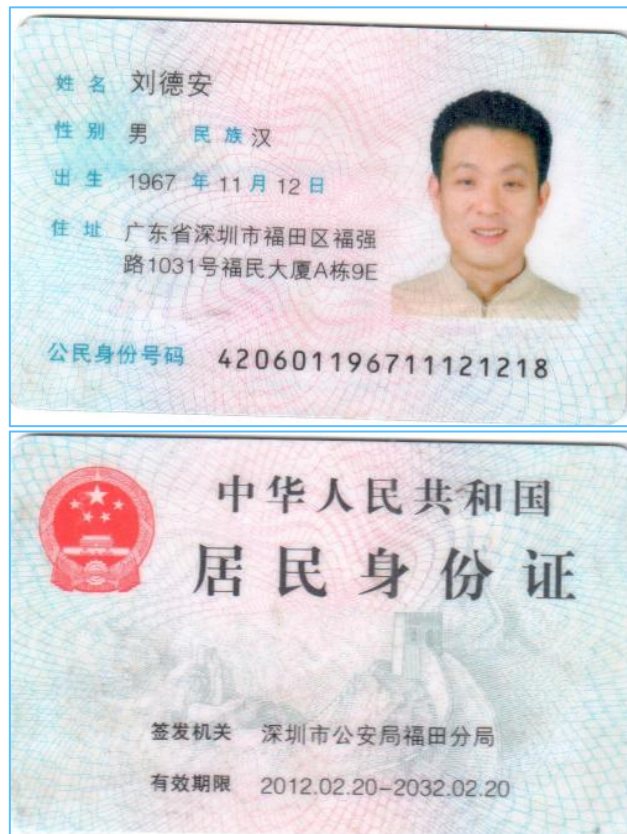 姓名 刘德安
性别 男 民族 汉
出生 1967 年 11 月 12 日
住址 广东省深圳市福田区福强
路1031号福民大厦A栋9E
公民身份号码 420601196711121218
中华人民共和国
居民身份证
签发机关 深圳市公安局福田分局
有效期限 2012.02.20-2032.02.20